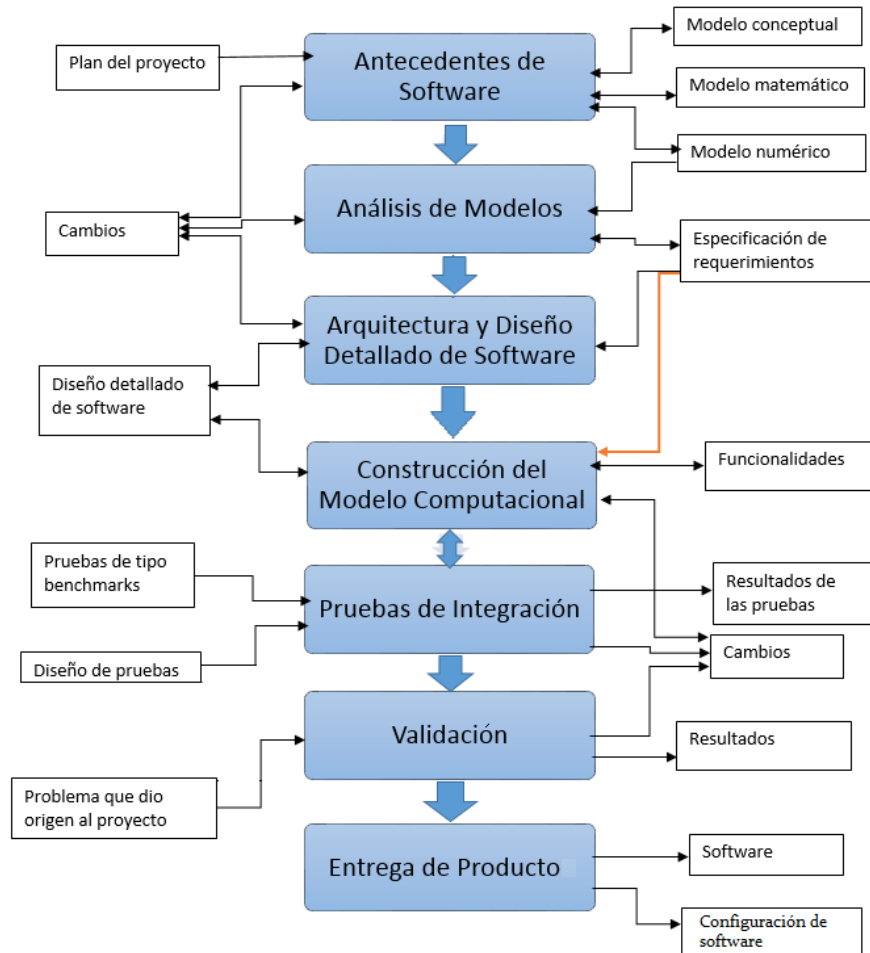 Modelo conceptual
Plan del proyecto
Antecedentes de
Software
Modelo matemático
Modelo numérico
Análisis de Modelos
Cambios
Especificación de
requerimientos
Arquitectura y Diseño
Detallado de Software
Diseño detallado
de software
Construcción del
Modelo Computacional
Funcionalidades
Pruebas de tipo
benchmarks
Pruebas de Integración
Resultados de
las pruebas
Diseño de pruebas
Cambios
Validación
Resultados
Problema que dio
origen al proyecto
Entrega de Producto
Software
Configuración de
software